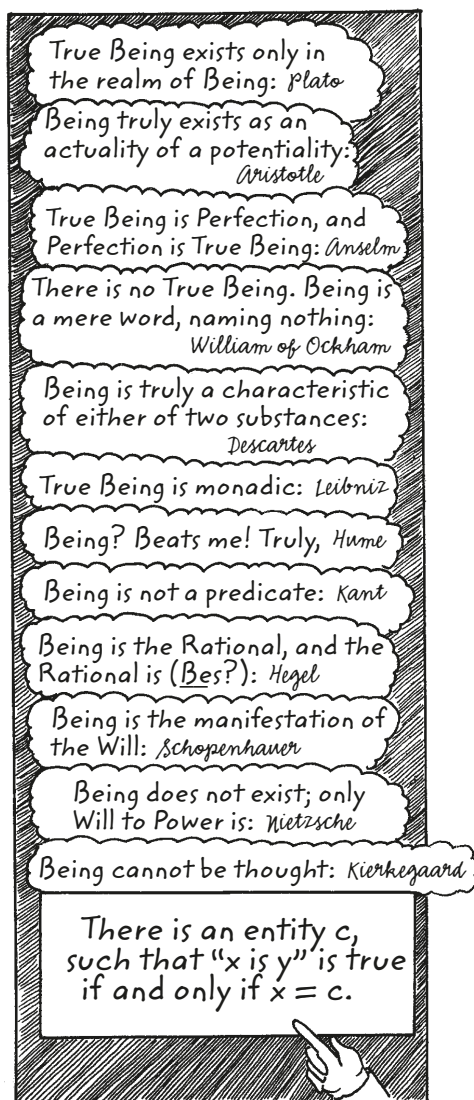 True Being exists only in
the realm of Being: Plato
Being truly exists as an
actuality of a potentiality:
Aristotle
True Being is Perfection, and
Perfection is True Being: Anselm
There is no True Being. Being is
a mere word, naming nothing:
William of Ockham
Being is truly a characteristic
of either of two substances:
Descartes
True Being is monadic: Leibniz
Being? Beats me! Truly, Hume
Being is not a predicate: Kant
Being is the Rational, and the
Rational is (Bes?): Hegel
Being is the manifestation of
the Will: Schopenhauer
Being does not exist; only
Will to Power is: Nietzsche
Being cannot be thought: Kierkegaard
There is an entity c,
such that “x is y” is true
if and only if x = c.